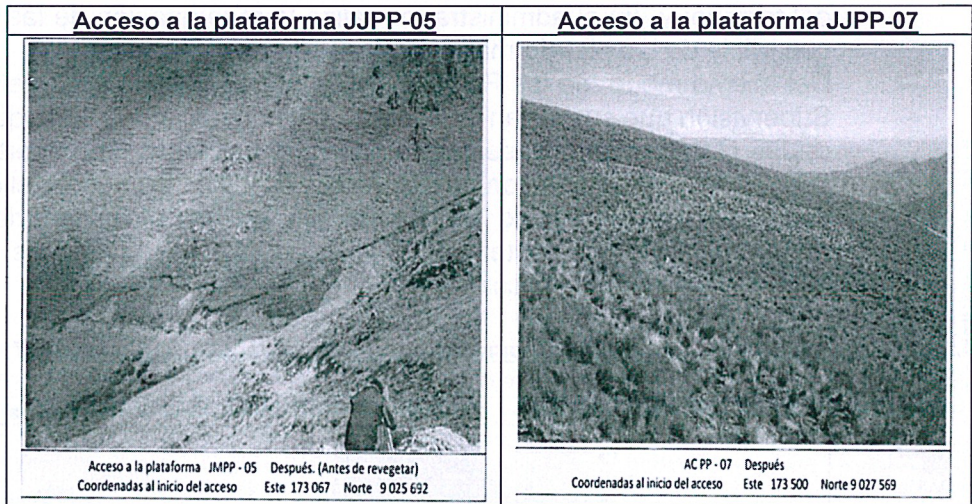 Acceso a la plataforma JJPP-05
Acceso a la plataforma JJPP-07
Acceso a la plataforma JMPP - 05 Después. (Antes de revegetar)
Coordenadas al inicio del acceso Este 173 067 Norte 9 025 692
AC PP - 07 Después
Coordenadas al inicio del acceso Este 173 500 Norte 9 027 569